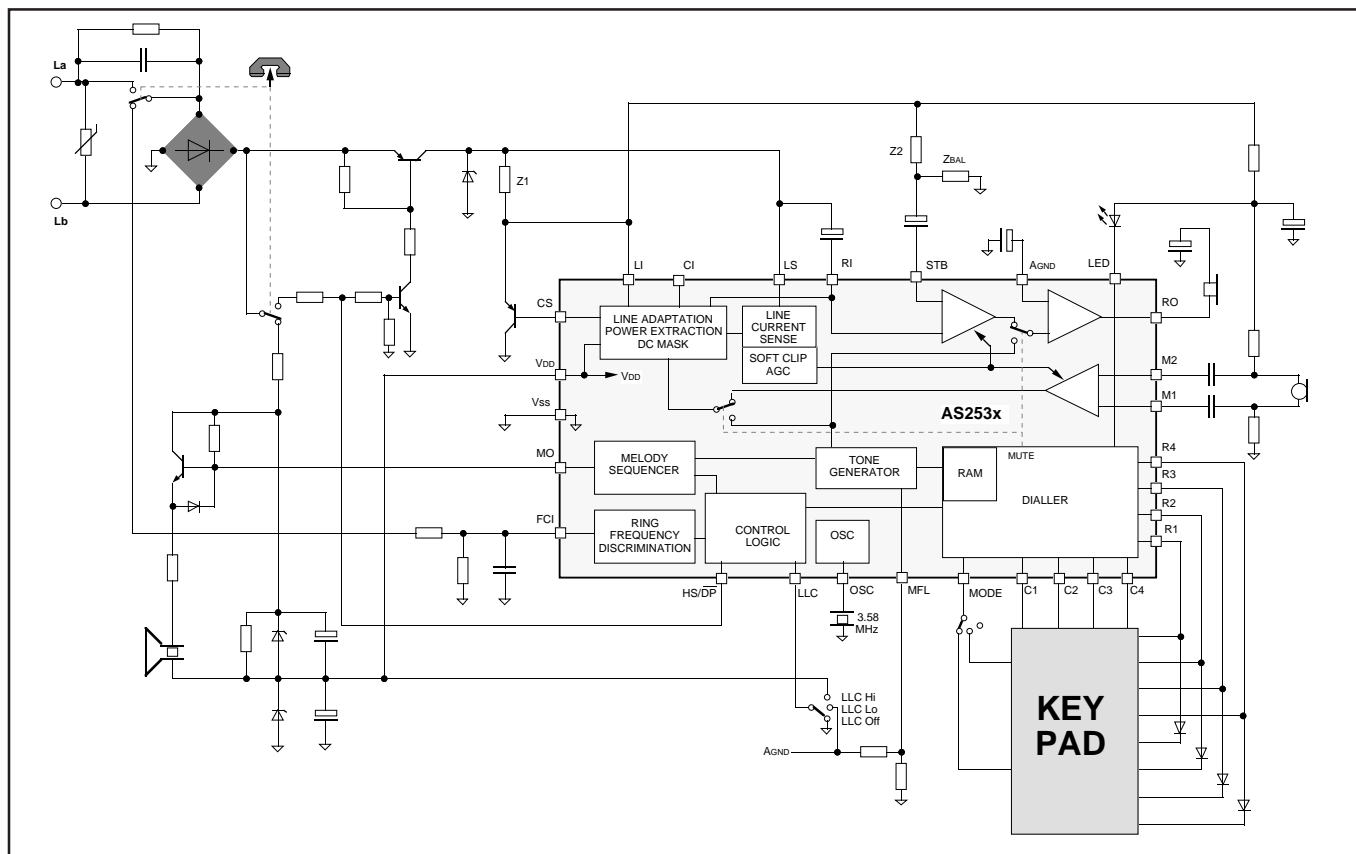 La
Lb
Z1
Z2
ZBAL
LI
CI
LS
RI
STB
AGND
LED
RO
CS
LINE ADAPTATION
POWER EXTRACTION
DC MASK
LINE
CURRENT
SENSE
SOFT CLIP
AGC
VDD
VDD
M2
M1
VSS
AS253x
MO
MELODY
SEQUENCER
TONE
GENERATOR
RAM
MUTE
DIALLER
R4
R3
R2
R1
FCI
RING
FREQUENCY
DISCRIMINATION
CONTROL
LOGIC
OSC
HS/DP
LLC
OSC
MFL
MODE
C1
C2
C3
C4
3.58
MHz
LLC Hi
LLC Lo
LLC Off
AGND
KEY
PAD